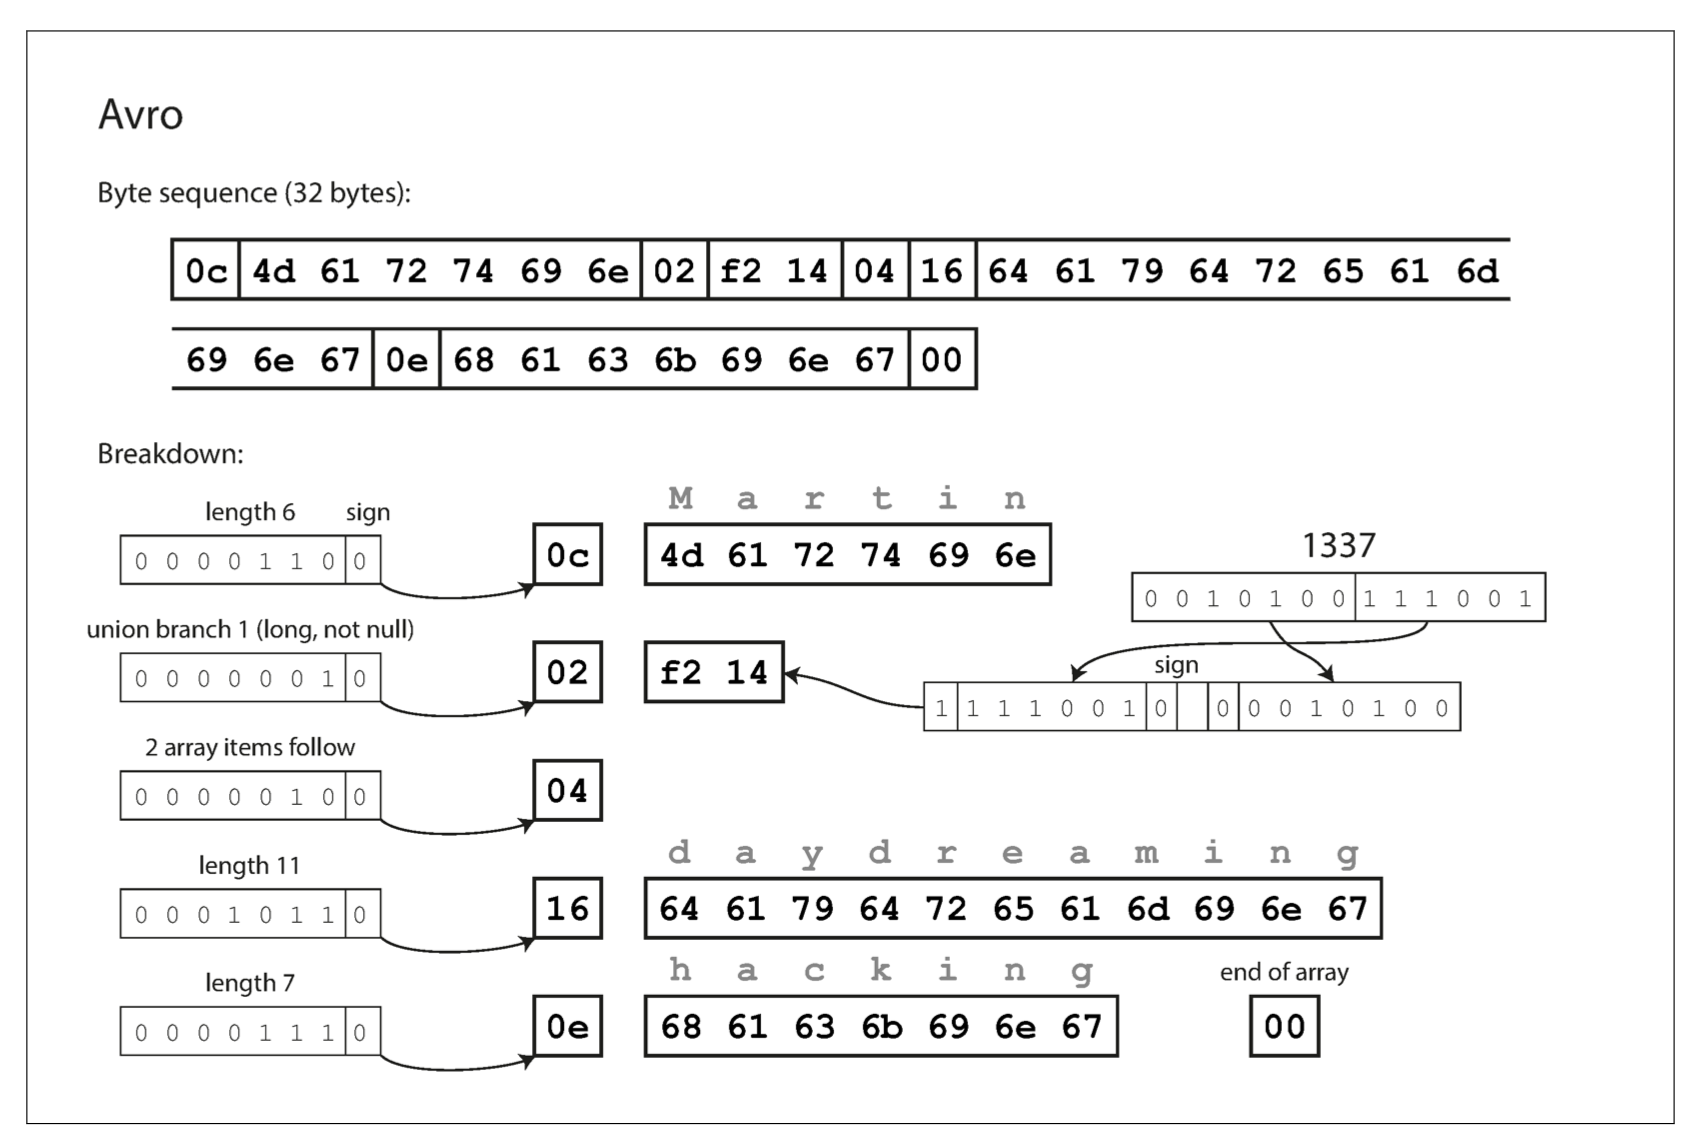 Avro
Byte sequence (32 bytes):
0c 4d 61 72 74 69 6e 02 f2 14 04 16 64 61 79 64 72 65 61 6d
69 6e 67 0e 68 61 63 6b 69 6e 67 00
Breakdown:
length 6 sign
0 0 0 0 1 1 0 0
0c
M a r t i n
4d 61 72 74 69 6e
1337
0 0 1 0 1 0 0 1 1 1 0 0 1
union branch 1 (long, not null)
0 0 0 0 0 0 1 0
02
f2 14
sign
1 1 1 1 0 0 1 0 0 0 0 1 0 1 0 0
2 array items follow
0 0 0 0 0 1 0 0
04
length 11
0 0 0 1 0 1 1 0
16
d a y d r e a m i n g
64 61 79 64 72 65 61 6d 69 6e 67
length 7
0 0 0 0 1 1 1 0
0e
h a c k i n g
68 61 63 6b 69 6e 67
end of array
00